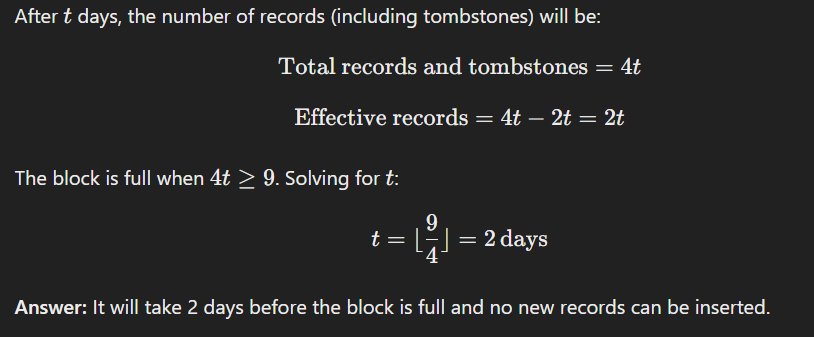 After t days, the number of records (including tombstones) will be:
Total records and tombstones = 4t
Effective records = 4t − 2t = 2t
The block is full when 4t ≥ 9. Solving for t:
t = ⌊9/4⌋ = 2 days
Answer: It will take 2 days before the block is full and no new records can be inserted.